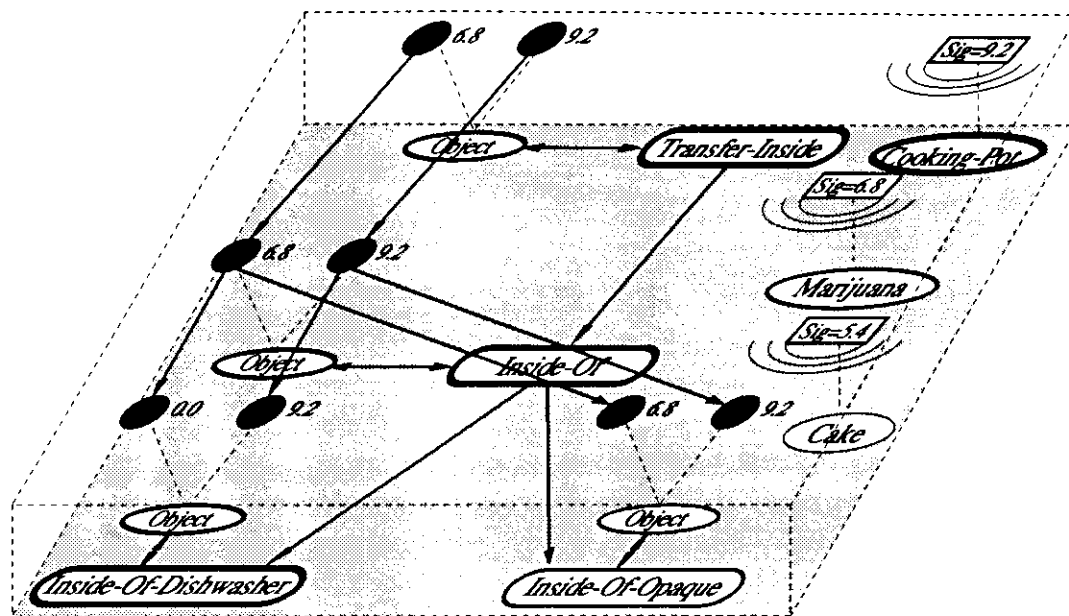 6.8
9.2
Sig=9.2
Object
Transfer-Inside
Cooking-Pot
Sig=6.8
6.8
9.2
Marijuana
Sig=5.4
Object
Inside-Of
0.0
9.2
6.8
9.2
Cake
Object
Object
Inside-Of-Dishwasher
Inside-Of-Opaque